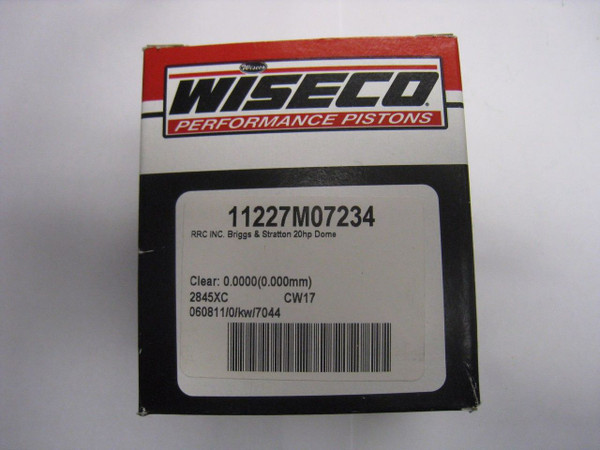 Wiseco
WISECO®
PERFORMANCE PISTONS
11227M07234
RRC INC. Briggs & Stratton 20hp Dome
Clear: 0.0000(0.000mm)
2845XC CW17
060811/0/kw/7044